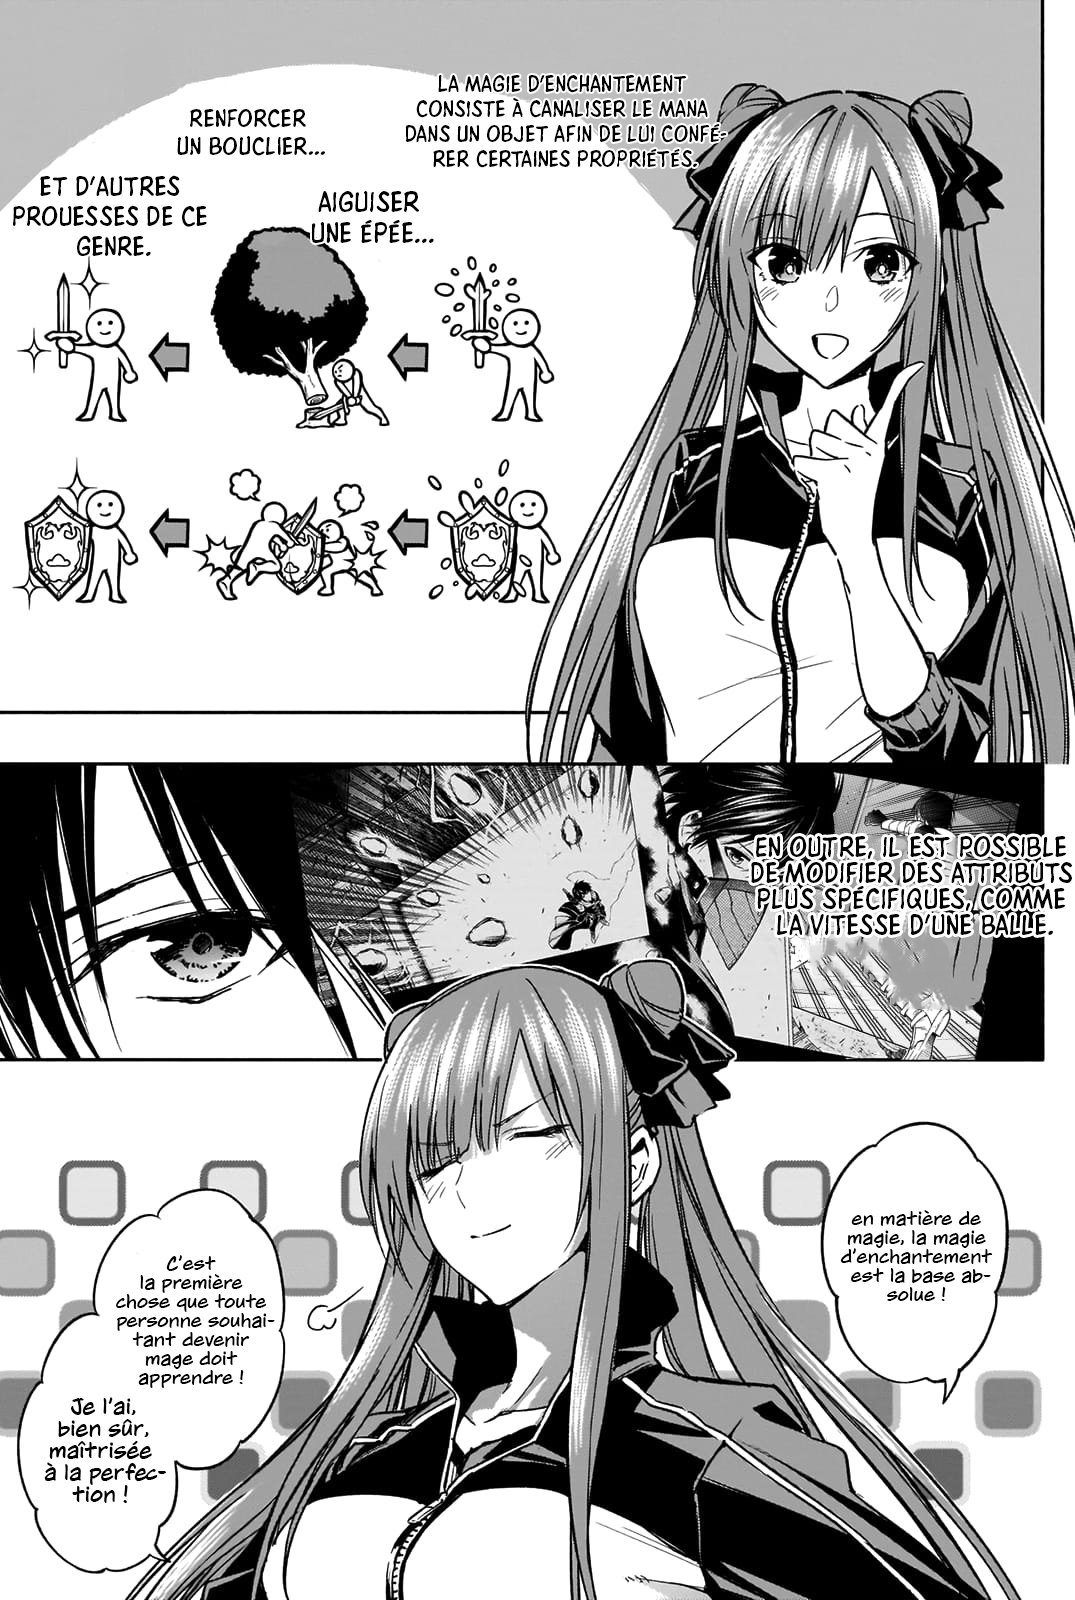 LA MAGIE D'ENCHANTEMENT
CONSISTE À CANALISER LE MANA
DANS UN OBJET AFIN DE LUI CONFÉ-
RER CERTAINES PROPRIÉTÉS.
AIGUISER
UNE ÉPÉE...
RENFORCER
UN BOUCLIER...
ET D'AUTRES
PROUESSES DE CE
GENRE.
EN OUTRE, IL EST POSSIBLE
DE MODIFIER DES ATTRIBUTS
PLUS SPÉCIFIQUES, COMME
LA VITESSE D'UNE BALLE.
en matière de
magie, la magie
d'enchantement
est la base ab-
solue !
C'est
la première
chose que toute
personne souhai-
tant devenir
mage doit
apprendre !
Je l'ai,
bien sûr,
maîtrisée
à la perfec-
tion !